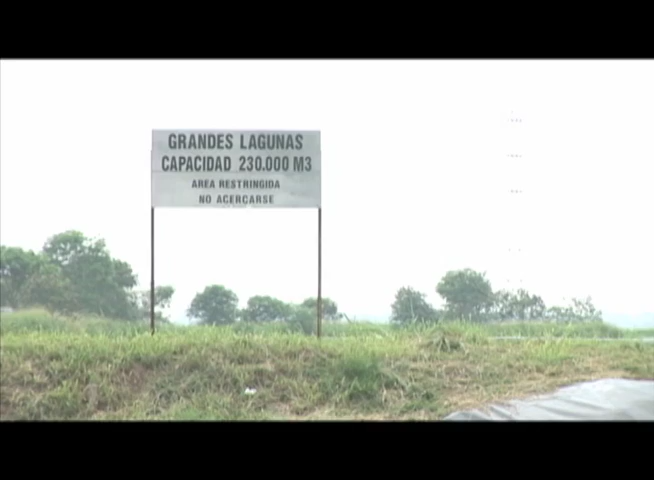 GRANDES LAGUNAS
CAPACIDAD 230.000 M3
AREA RESTRINGIDA
NO ACERCARSE